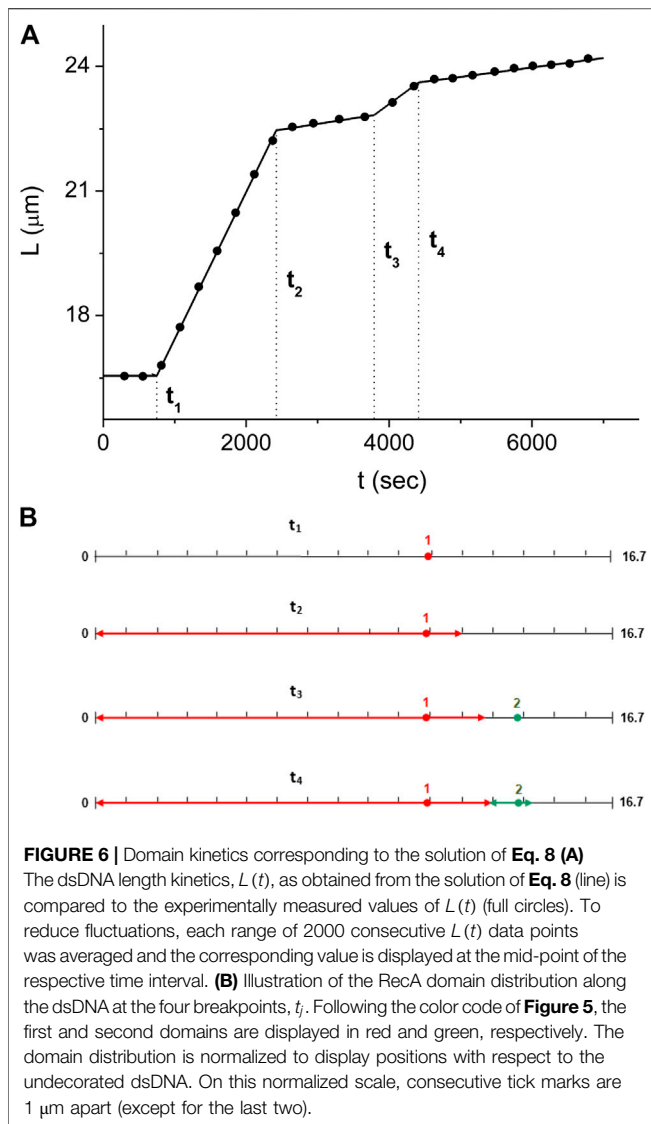 A
24
21
18
L (μm)
t₁
t₂
t₃
t₄
0
2000
4000
6000
t (sec)
B
t₁
1
0
16.7
t₂
1
0
16.7
t₃
1
2
0
16.7
t₄
1
2
0
16.7
FIGURE 6 | Domain kinetics corresponding to the solution of Eq. 8 (A)
The dsDNA length kinetics, L(t), as obtained from the solution of Eq. 8 (line) is
compared to the experimentally measured values of L(t) (full circles). To
reduce fluctuations, each range of 2000 consecutive L(t) data points
was averaged and the corresponding value is displayed at the mid-point of the
respective time interval. (B) Illustration of the RecA domain distribution along
the dsDNA at the four breakpoints, tⱼ. Following the color code of Figure 5, the
first and second domains are displayed in red and green, respectively. The
domain distribution is normalized to display positions with respect to the
undecorated dsDNA. On this normalized scale, consecutive tick marks are
1 μm apart (except for the last two).